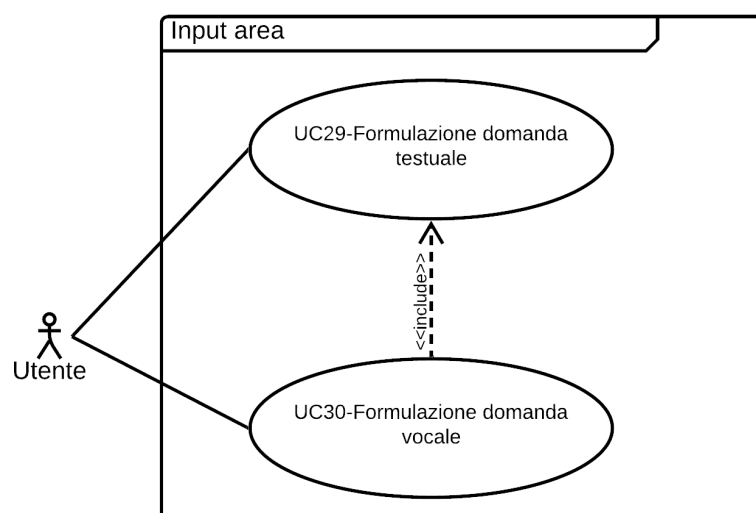 Input area
UC29-Formulazione domanda
testuale
<<include>>
Utente
UC30-Formulazione domanda
vocale